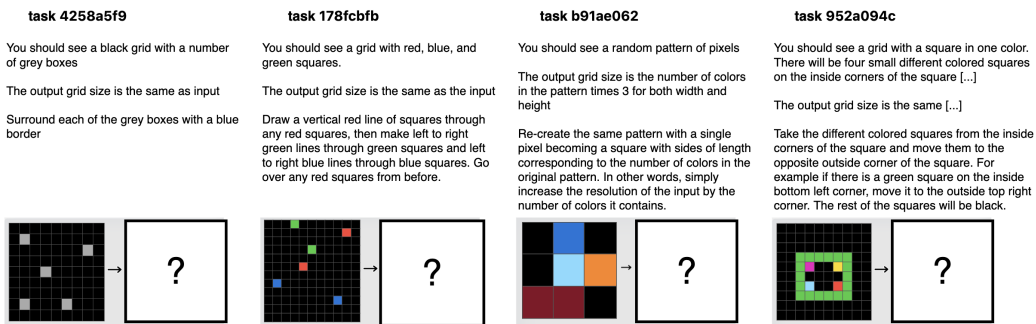 task 4258a5f9
You should see a black grid with a number
of grey boxes
The output grid size is the same as input
Surround each of the grey boxes with a blue
border
?
task 178fcbfb
You should see a grid with red, blue, and
green squares.
The output grid size is the same as the input
Draw a vertical red line of squares through
any red squares, then make left to right
green lines through green squares and left
to right blue lines through blue squares. Go
over any red squares from before.
?
task b91ae062
You should see a random pattern of pixels
The output grid size is the number of colors
in the pattern times 3 for both width and
height
Re-create the same pattern with a single
pixel becoming a square with sides of length
corresponding to the number of colors in the
original pattern. In other words, simply
increase the resolution of the input by the
number of colors it contains.
?
task 952a094c
You should see a grid with a square in one color.
There will be four small different colored squares
on the inside corners of the square [...]
The output grid size is the same [...]
Take the different colored squares from the inside
corners of the square and move them to the
opposite outside corner of the square. For
example if there is a green square on the inside
bottom left corner, move it to the outside top right
corner. The rest of the squares will be black.
?